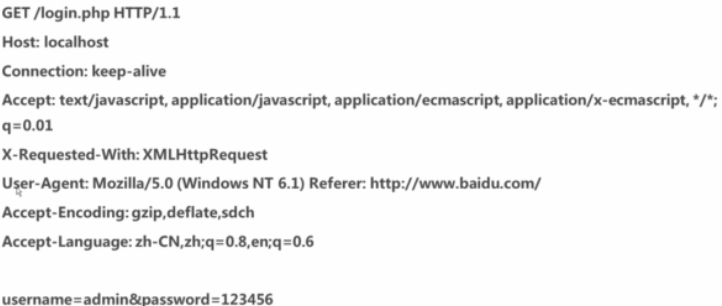 GET /login.php HTTP/1.1
Host: localhost
Connection: keep-alive
Accept: text/javascript, application/javascript, application/ecmascript, application/x-ecmascript, */*;
q=0.01
X-Requested-With: XMLHttpRequest
User-Agent: Mozilla/5.0 (Windows NT 6.1) Referer: http://www.baidu.com/
Accept-Encoding: gzip,deflate,sdch
Accept-Language: zh-CN,zh;q=0.8,en;q=0.6
username=admin&password=123456